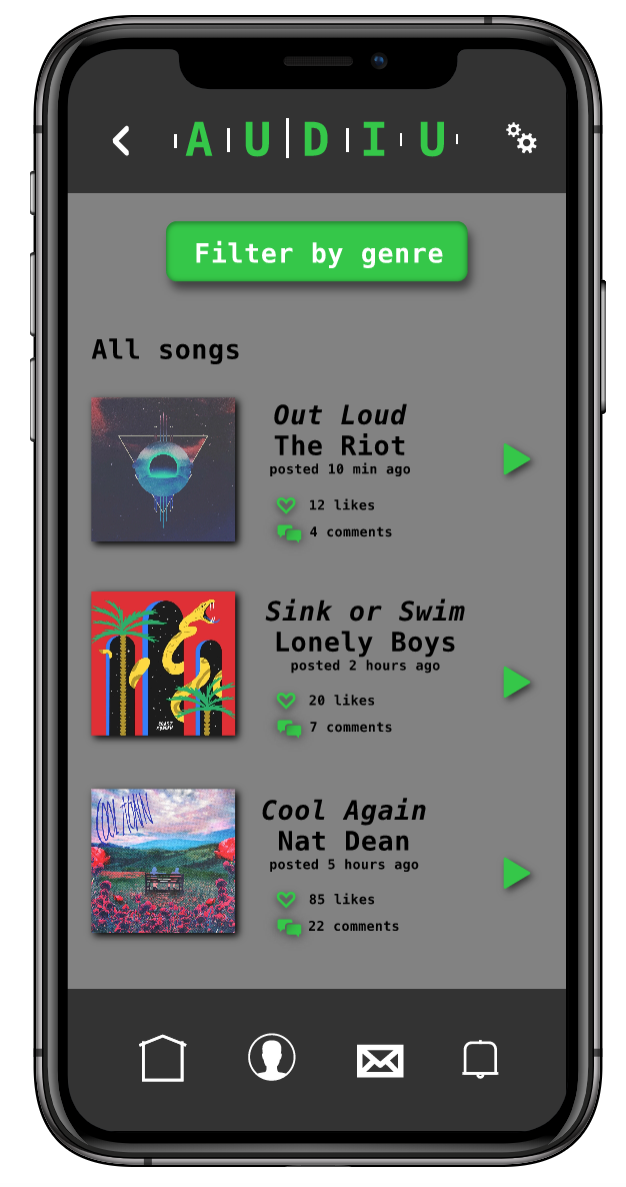 AUDIU
Filter by genre
All songs
Out Loud
The Riot
posted 10 min ago
12 likes
4 comments
Sink or Swim
Lonely Boys
posted 2 hours ago
20 likes
7 comments
COOL AGAIN
Cool Again
Nat Dean
posted 5 hours ago
85 likes
22 comments